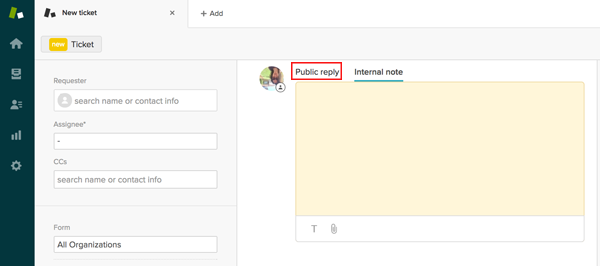 New ticket ×
+ Add
new Ticket
Requester
search name or contact info
Assignee*
-
CCs
search name or contact info
Form
All Organizations
Public reply Internal note
T